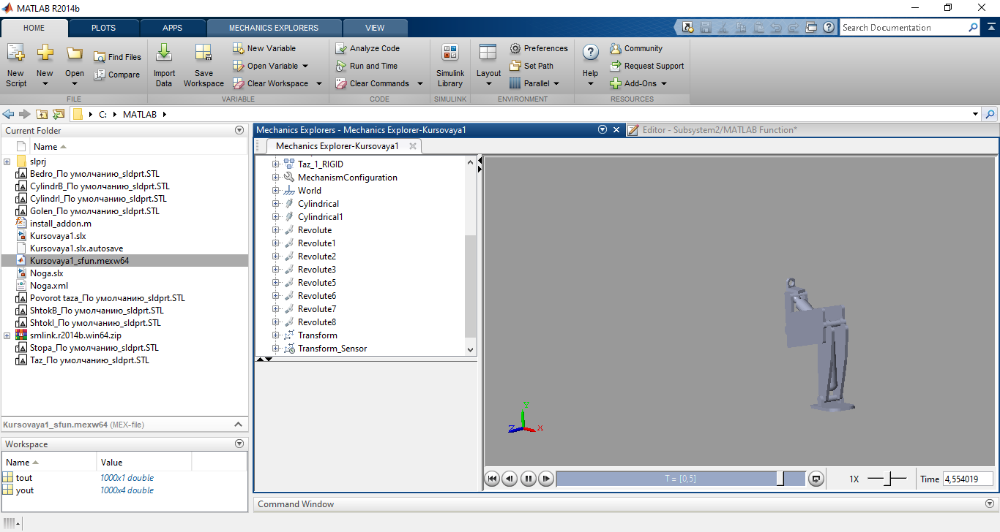 MATLAB R2014b
HOME PLOTS APPS MECHANICS EXPLORERS VIEW
Search Documentation
New Script
New
Open
Find Files
Compare
FILE
Import Data
Save Workspace
New Variable
Open Variable
Clear Workspace
VARIABLE
Analyze Code
Run and Time
Clear Commands
CODE
Simulink Library
SIMULINK
Layout
Preferences
Set Path
Parallel
ENVIRONMENT
Help
Community
Request Support
Add-Ons
RESOURCES
C: MATLAB
Current Folder
Name
slprj
Bedro_По умолчанию_sldprt.STL
CylindrB_По умолчанию_sldprt.STL
CylindrI_По умолчанию_sldprt.STL
Golen_По умолчанию_sldprt.STL
install_addon.m
Kursovaya1.slx
Kursovaya1.slx.autosave
Kursovaya1_sfun.mexw64
Noga.slx
Noga.xml
Povorot taza_По умолчанию_sldprt.STL
ShtokB_По умолчанию_sldprt.STL
ShtokI_По умолчанию_sldprt.STL
smlink.r2014b.win64.zip
Stopa_По умолчанию_sldprt.STL
Taz_По умолчанию_sldprt.STL
Kursovaya1_sfun.mexw64 (MEX-file)
Workspace
Name Value
tout 1000x1 double
yout 1000x4 double
Mechanics Explorers - Mechanics Explorer-Kursovaya1
Editor - Subsystem2/MATLAB Function*
Mechanics Explorer-Kursovaya1
Taz_1_RIGID
MechanismConfiguration
World
Cylindrical
Cylindrical1
Revolute
Revolute1
Revolute2
Revolute3
Revolute5
Revolute6
Revolute7
Revolute8
Transform
Transform_Sensor
Y
Z X
T = [0,5]
1X
Time 4,554019
Command Window